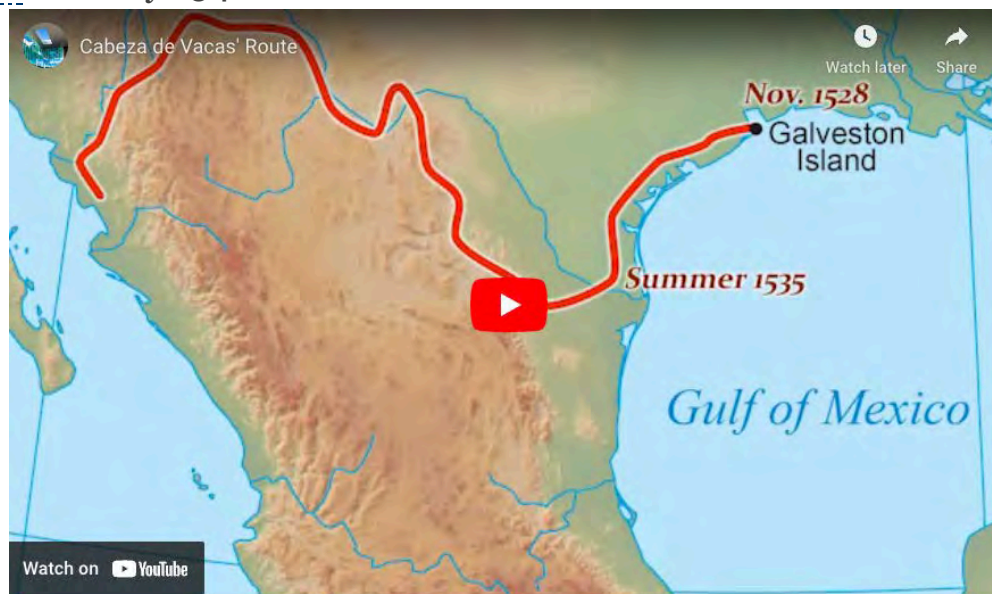 Cabeza de Vacas' Route
Watch later
Share
Nov. 1528
Galveston
Island
Summer 1535
Gulf of Mexico
Watch on YouTube